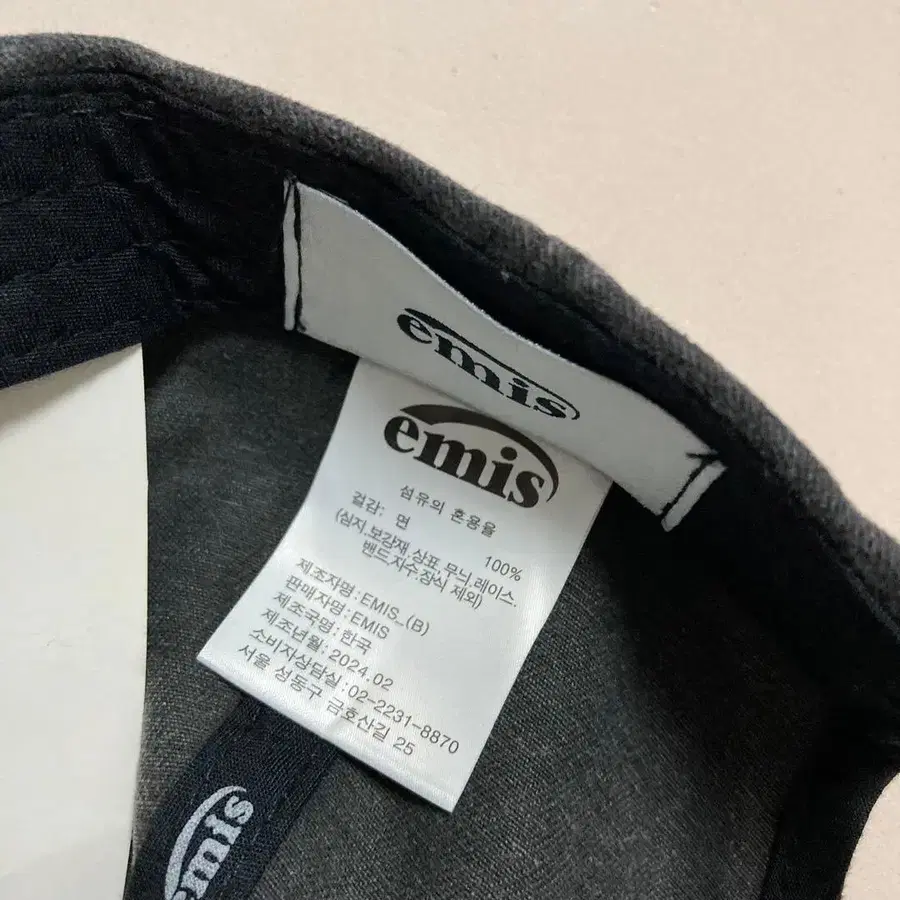 emis
emis
섬유의 혼용율
겉감: 면 100%
(심지.보강재.상표,무늬.레이스.
밴드.자수.장식 제외)
제조자명:EMIS_(B)
판매자명:EMIS
제조국명:한국
제조년월:2024.02
소비자상담실:02-2231-8870
서울 성동구 금호산길 25
emis